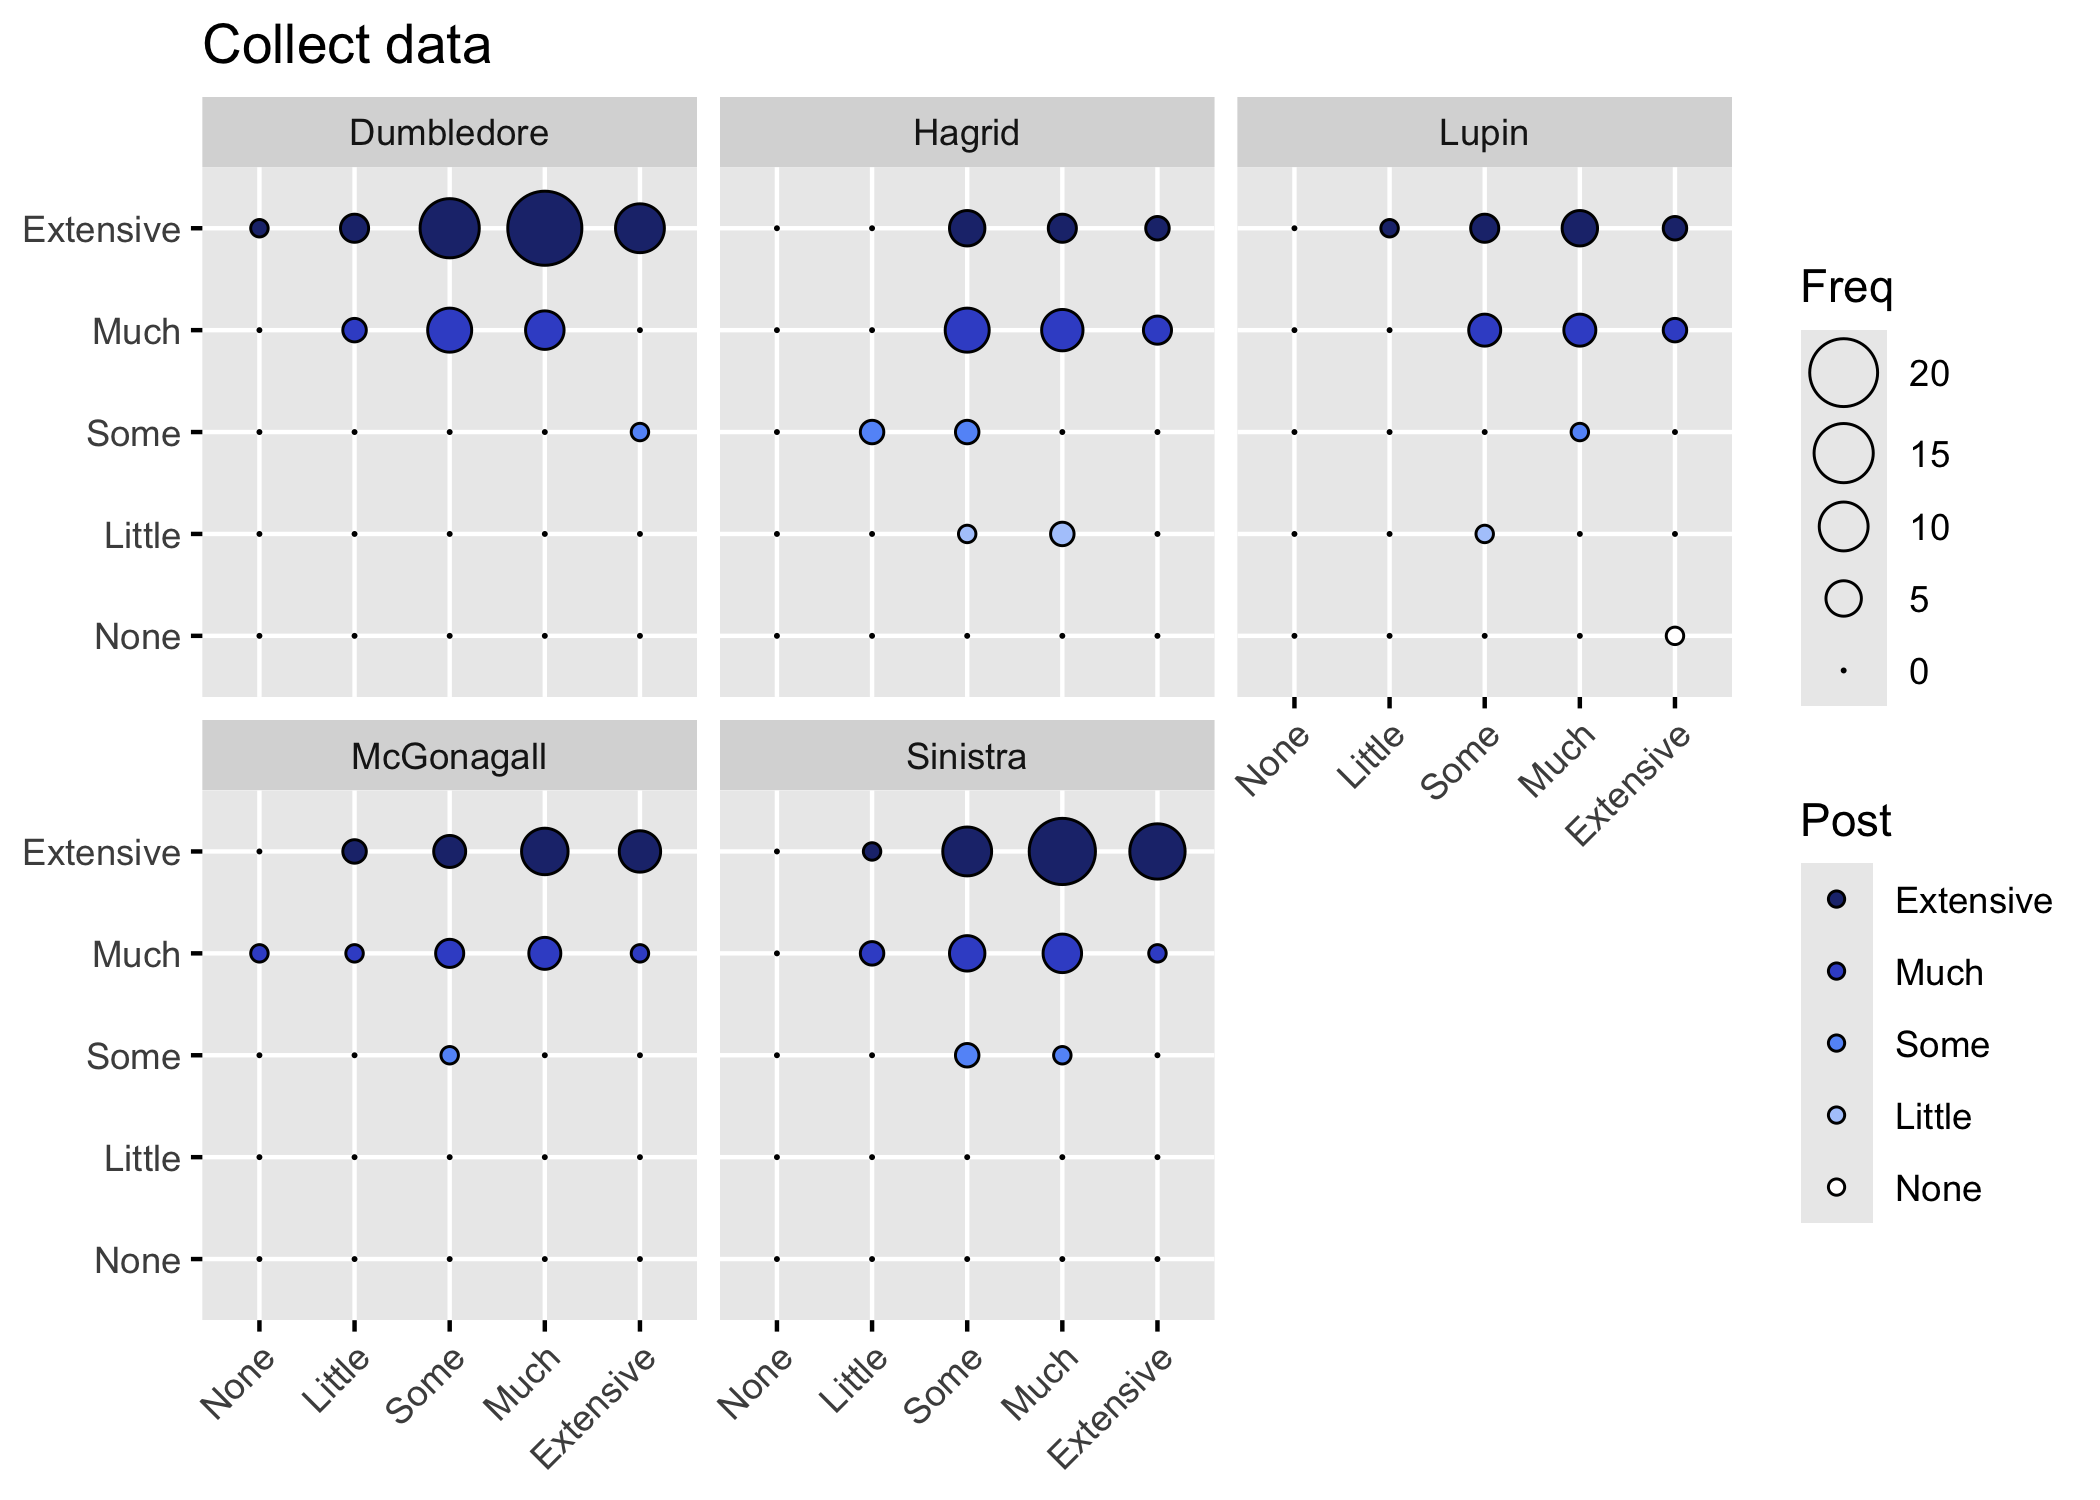 Collect data
Dumbledore
Hagrid
Lupin
Extensive
Much
Some
Little
None
None
Little
Some
Much
Extensive
McGonagall
Sinistra
Extensive
Much
Some
Little
None
None
Little
Some
Much
Extensive
None
Little
Some
Much
Extensive
Freq
20
15
10
5
0
Post
Extensive
Much
Some
Little
None